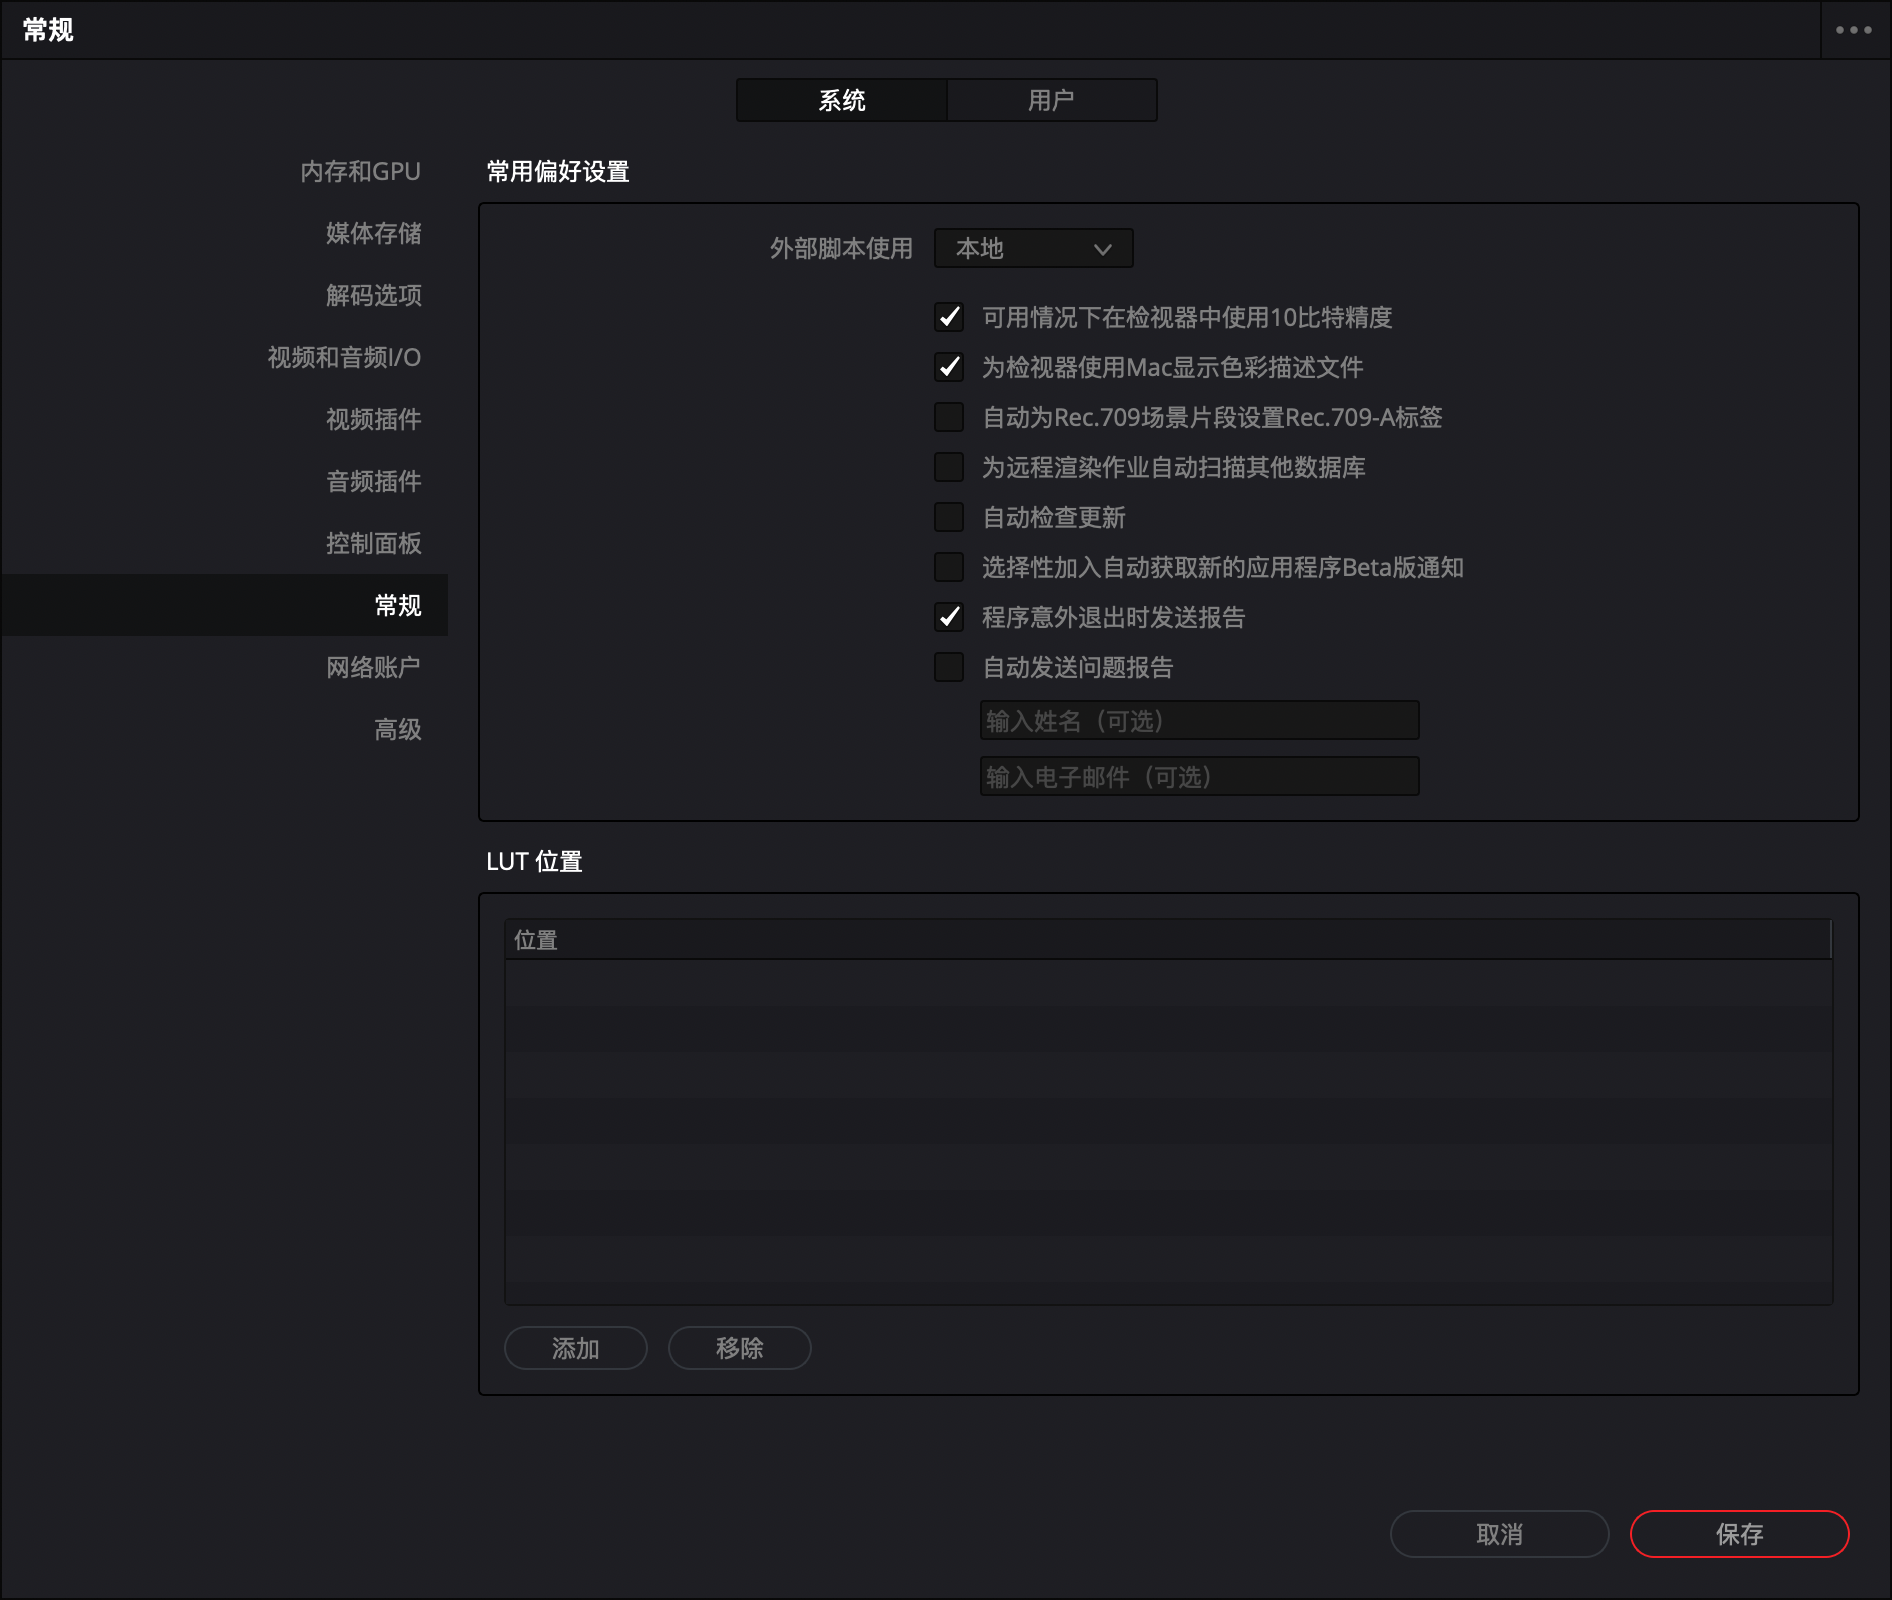 常规
系统
用户
内存和GPU
媒体存储
解码选项
视频和音频I/O
视频插件
音频插件
控制面板
常规
网络账户
高级
常用偏好设置
外部脚本使用 本地
可用情况下在检视器中使用10比特精度
为检视器使用Mac显示色彩描述文件
自动为Rec.709场景片段设置Rec.709-A标签
为远程渲染作业自动扫描其他数据库
自动检查更新
选择性加入自动获取新的应用程序Beta版通知
程序意外退出时发送报告
自动发送问题报告
输入姓名（可选）
输入电子邮件（可选）
LUT 位置
位置
添加
移除
取消
保存